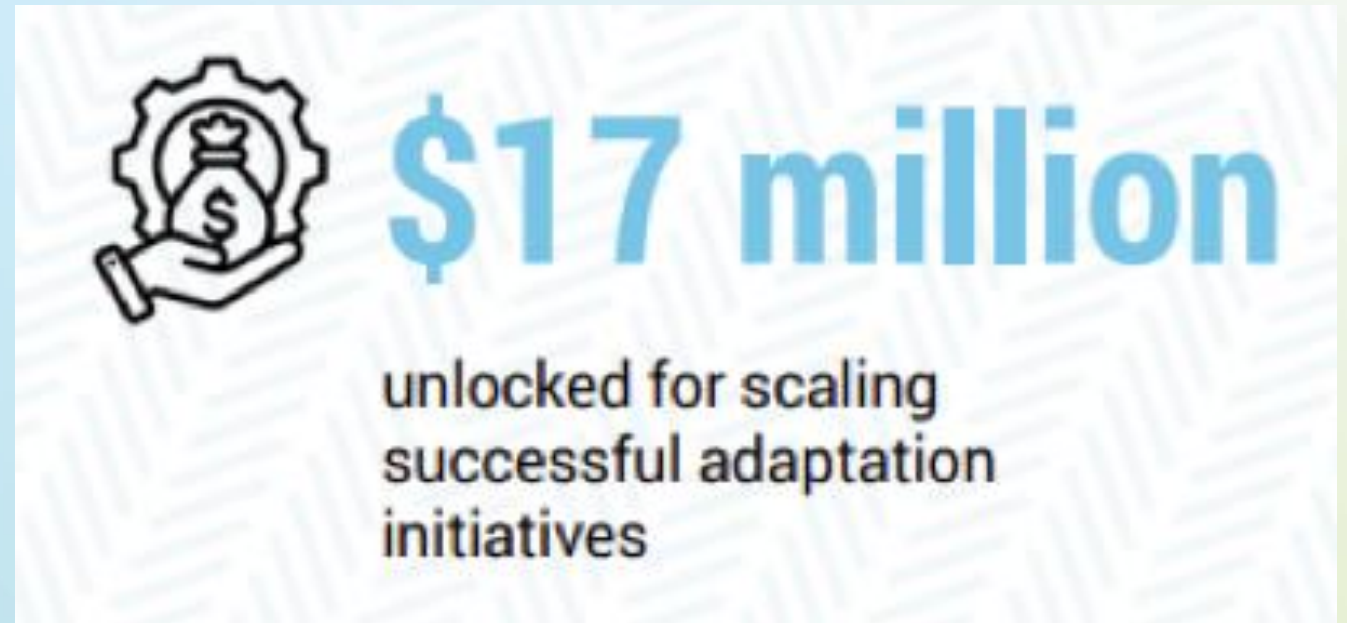 $17 million
unlocked for scaling
successful adaptation
initiatives